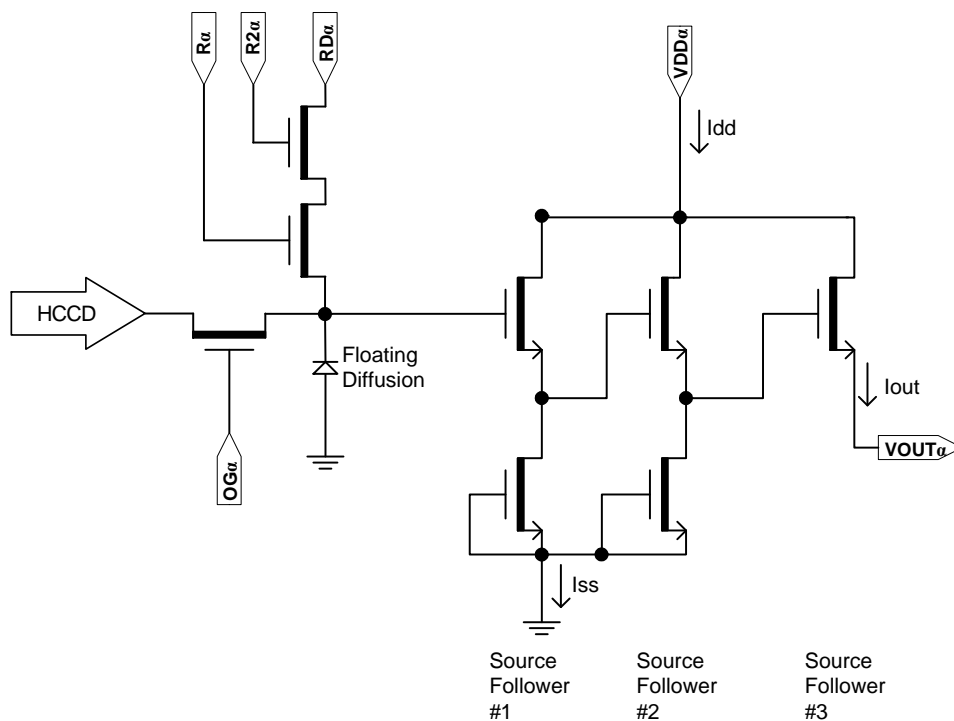 Rα
R2α
RDα
VDDα
Idd
HCCD
Floating
Diffusion
Iout
VOUTα
OGα
Iss
Source
Follower
#1
Source
Follower
#2
Source
Follower
#3